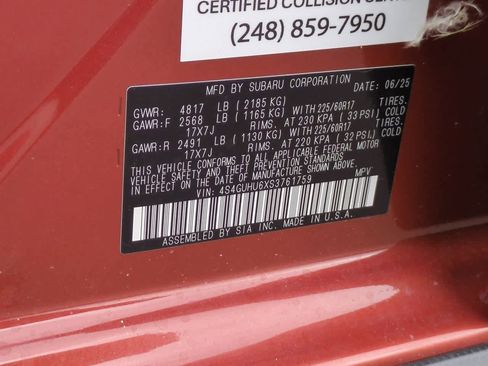 CERTIFIED COLLISION
(248) 859-7950
MFD BY SUBARU CORPORATION DATE: 06/25
GVWR: 4817 LB (2185 KG)
GAWR:F 2568 LB (1165 KG) WITH 225/60R17 TIRES.
17X7J RIMS. AT 230 KPA (33 PSI) COLD
GAWR:R 2491 LB (1130 KG) WITH 225/60R17 TIRES.
17X7J RIMS. AT 220 KPA (32 PSI) COLD
THIS VEHICLE CONFORMS TO ALL APPLICABLE FEDERAL MOTOR
VEHICLE SAFETY AND THEFT PREVENTION STANDARDS
IN EFFECT ON THE DATE OF MANUFACTURE SHOWN ABOVE.
VIN: 4S4GUHU6XS3761759 MPV
ASSEMBLED BY SIA INC. MADE IN U.S.A.